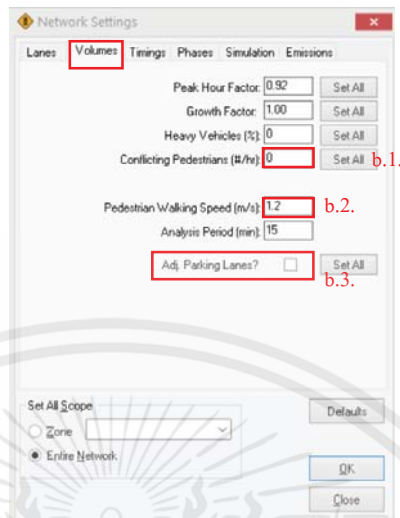 Network Settings
Lanes Volumes Timings Phases Simulation Emissions
Peak Hour Factor: 0.92 Set All
Growth Factor: 1.00 Set All
Heavy Vehicles (%): 0 Set All
Conflicting Pedestrians (#/hr): 0 Set All b.1.
Pedestrian Walking Speed (m/s): 1.2 b.2.
Analysis Period (min): 15
Adj. Parking Lanes? Set All
b.3.
Set All Scope
Defaults
Zone
Entire Network
OK
Close